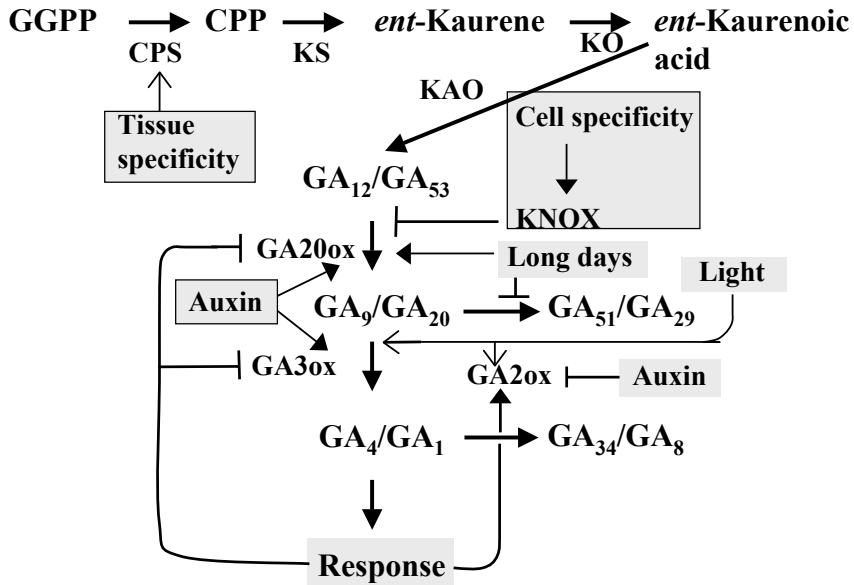 GGPP CPP ent-Kaurene ent-Kaurenoic
CPS KS KO acid
KAO
Tissue
specificity
Cell specificity
GA12/GA53
KNOX
GA20ox
Long days
Light
Auxin
GA9/GA20 GA51/GA29
GA3ox GA2ox Auxin
GA4/GA1 GA34/GA8
Response